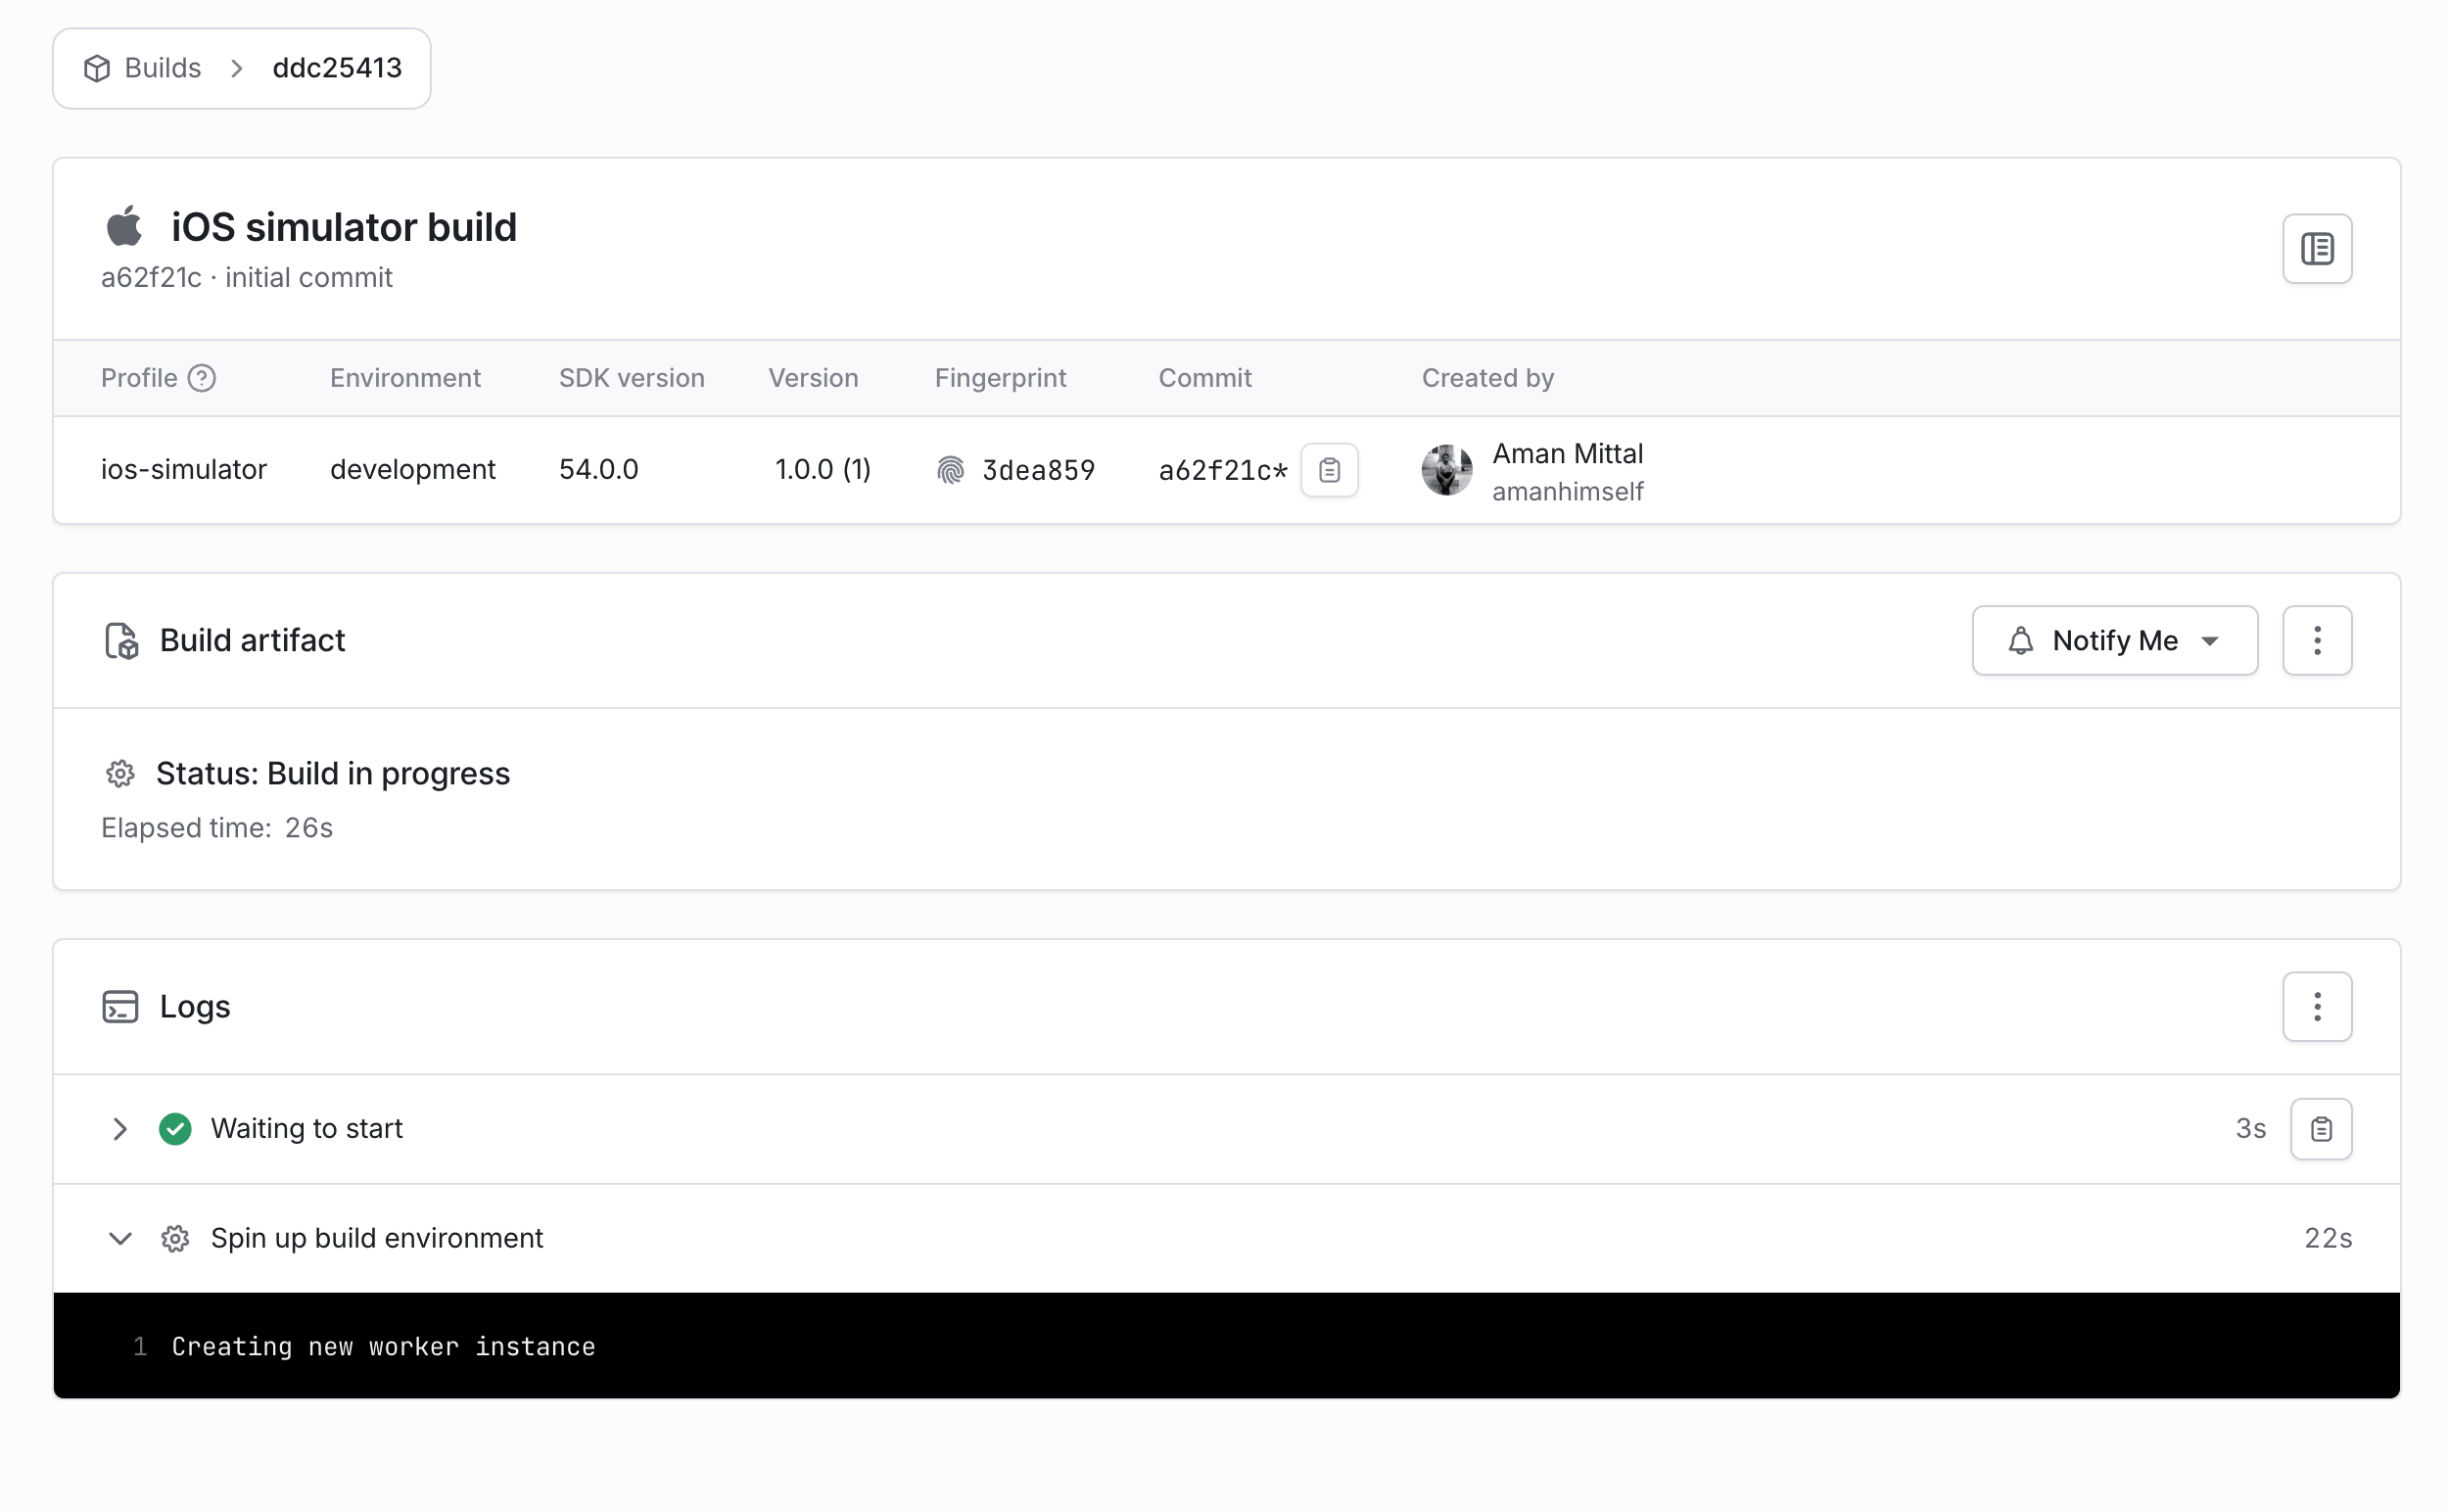 Builds > ddc25413
iOS simulator build
a62f21c · initial commit
Profile Environment SDK version Version Fingerprint Commit Created by
ios-simulator development 54.0.0 1.0.0 (1) 3dea859 a62f21c* Aman Mittal
amanhimself
Build artifact Notify Me
Status: Build in progress
Elapsed time: 26s
Logs
Waiting to start 3s
Spin up build environment 22s
1 Creating new worker instance